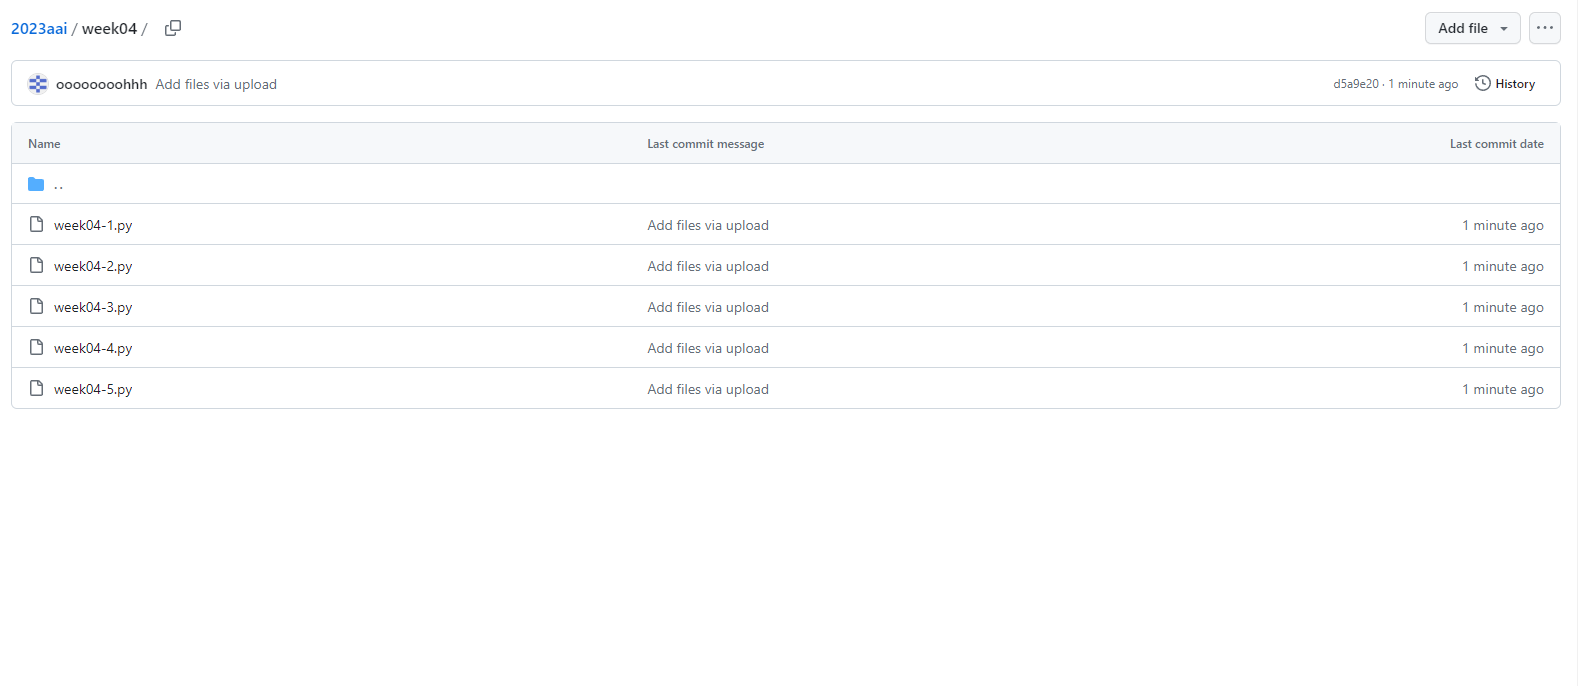 2023aai / week04 /
Add file
oooooooohhh Add files via upload
d5a9e20 · 1 minute ago History
Name Last commit message Last commit date
..
week04-1.py Add files via upload 1 minute ago
week04-2.py Add files via upload 1 minute ago
week04-3.py Add files via upload 1 minute ago
week04-4.py Add files via upload 1 minute ago
week04-5.py Add files via upload 1 minute ago